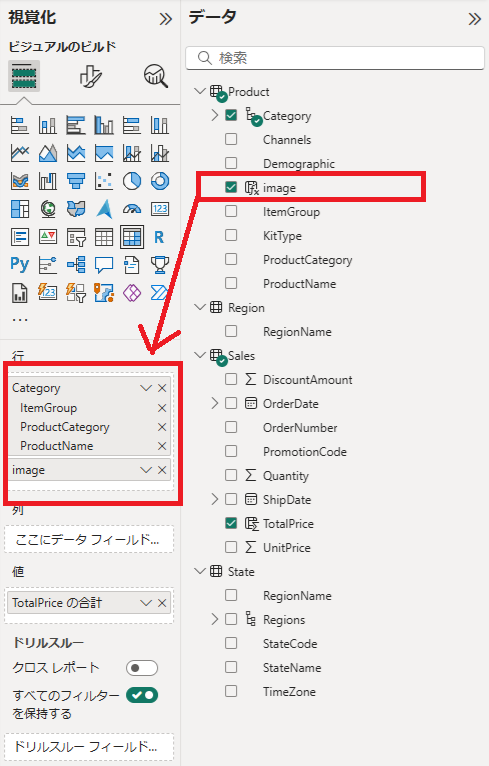 視覚化
ビジュアルのビルド
123
R
Py
123
...
行
Category
ItemGroup
ProductCategory
ProductName
image
列
ここにデータ フィールド...
値
TotalPrice の合計
ドリルスルー
クロス レポート
すべてのフィルター
を保持する
ドリルスルー フィールド...
データ
検索
Product
Category
Channels
Demographic
image
ItemGroup
KitType
ProductCategory
ProductName
Region
RegionName
Sales
DiscountAmount
OrderDate
OrderNumber
PromotionCode
Quantity
ShipDate
TotalPrice
UnitPrice
State
RegionName
Regions
StateCode
StateName
TimeZone